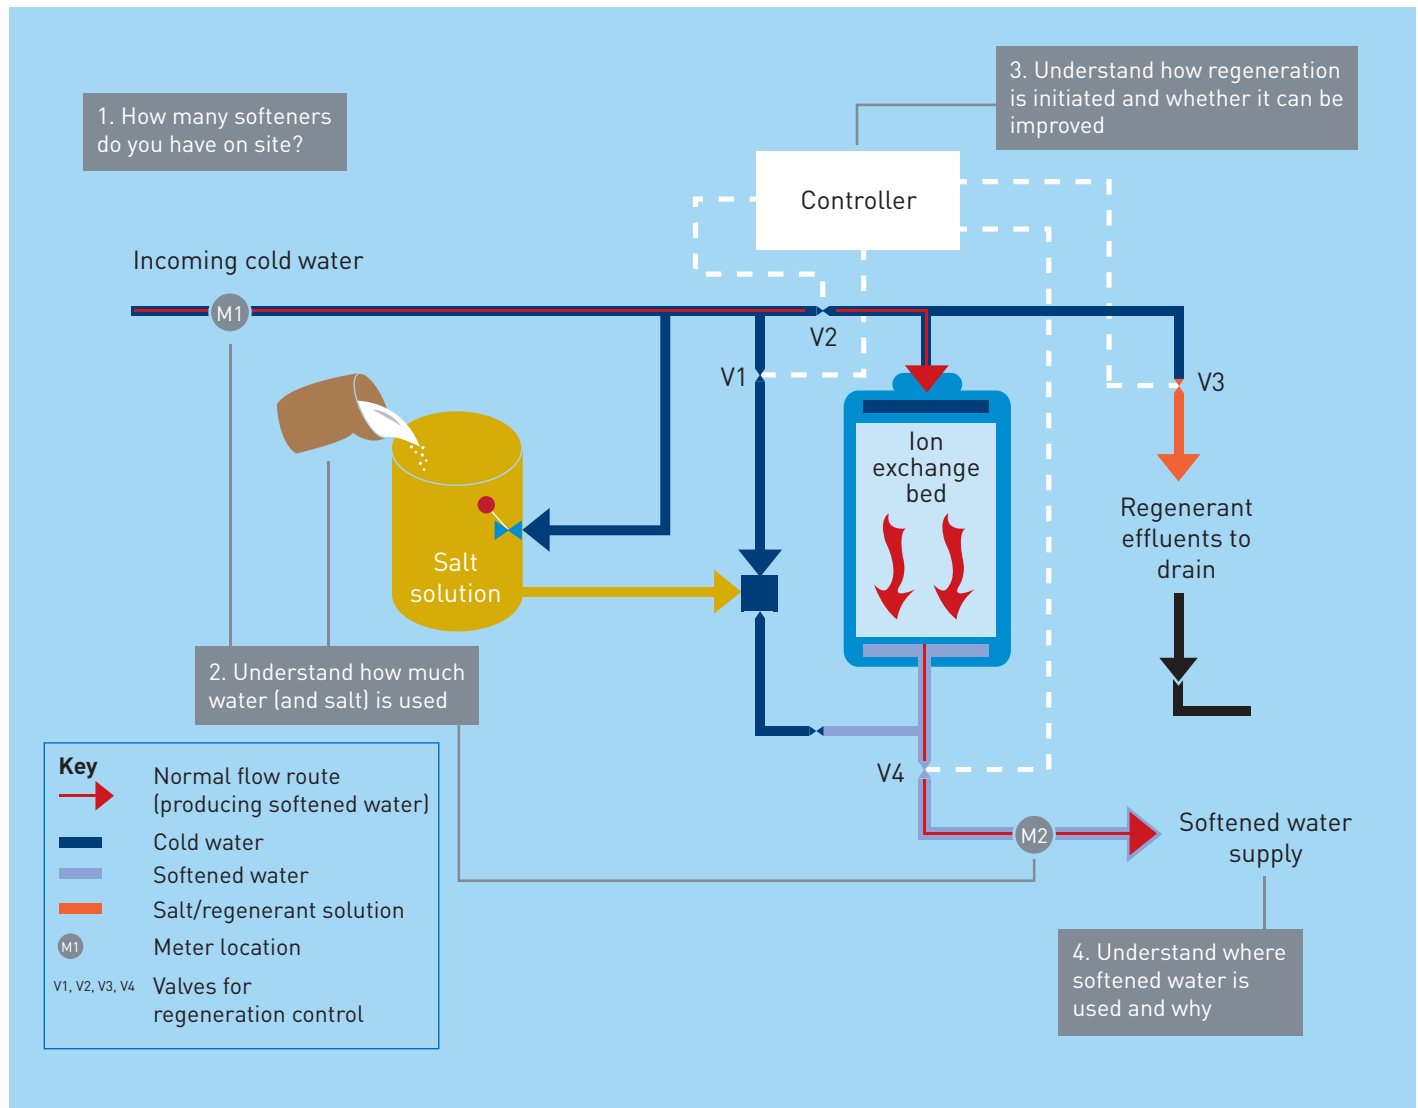 1. How many softeners
do you have on site?
3. Understand how regeneration
is initiated and whether it can be
improved
Controller
Incoming cold water
M1
V2
V1
V3
Ion
exchange
bed
Regenerant
effluents to
drain
Salt
solution
2. Understand how much
water (and salt) is used
V4
M2
Softened water
supply
4. Understand where
softened water is
used and why
Key
Normal flow route
(producing softened water)
Cold water
Softened water
Salt/regenerant solution
M1 Meter location
V1, V2, V3, V4 Valves for
regeneration control